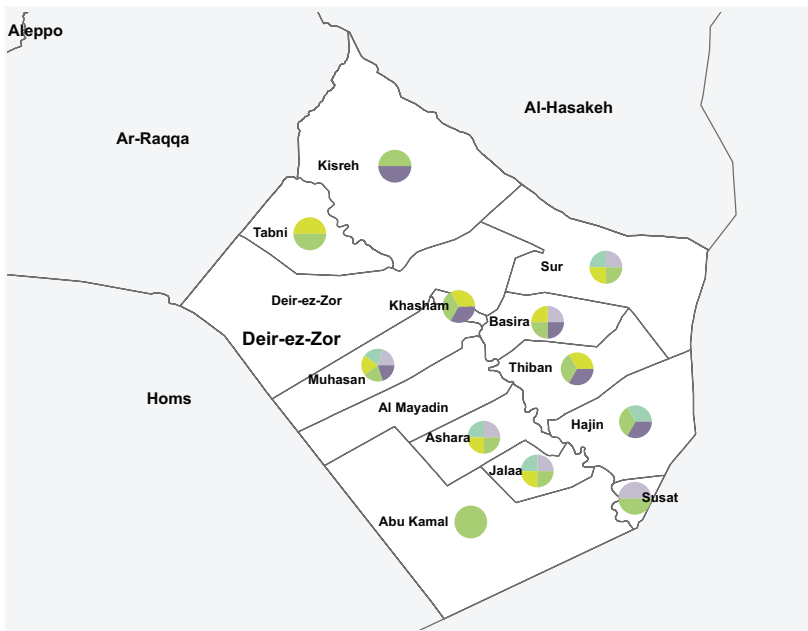 Aleppo
Al-Hasakeh
Ar-Raqqa
Kisreh
Tabni
Sur
Deir-ez-Zor
Khasham
Basira
Deir-ez-Zor
Thiban
Muhasan
Homs
Al Mayadin
Hajin
Ashara
Jalaa
Susat
Abu Kamal